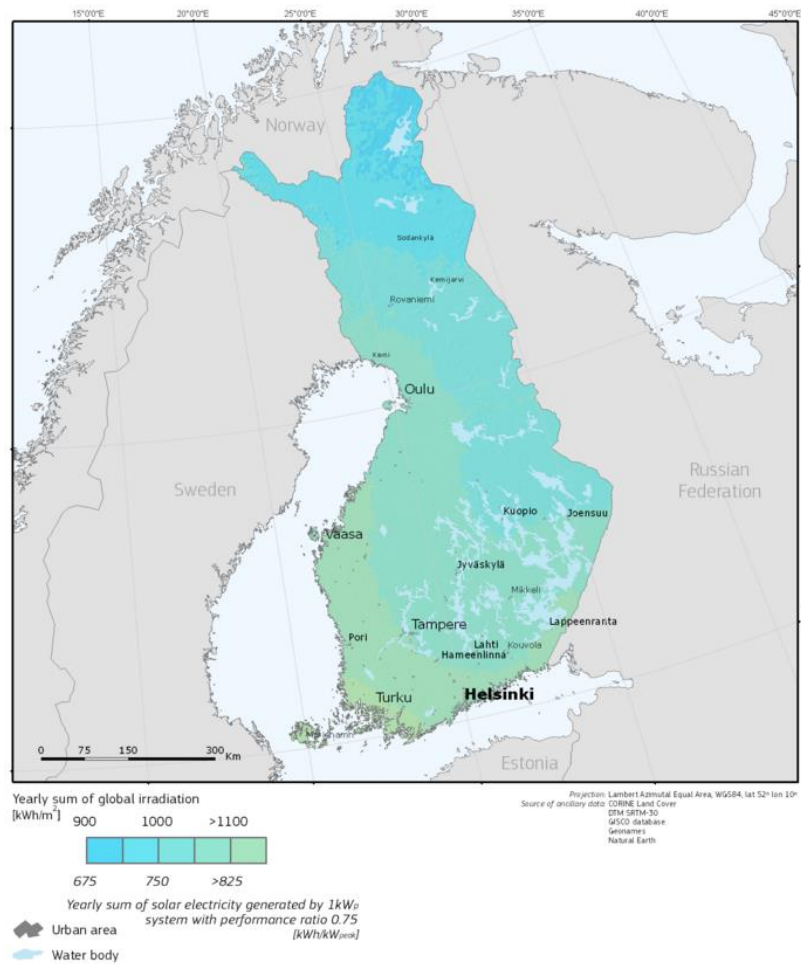 15°0'0"E 20°0'0"E 25°0'0"E 30°0'0"E 35°0'0"E 40°0'0"E 45°0'0"E
Norway
Sodankylä
Kemijarvi
Rovaniemi
Kemi
Oulu
Sweden
Russian
Federation
Kuopio
Joensuu
Vaasa
Jyväskylä
Mikkeli
Lappeenranta
Tampere
Pori
Lahti
Kouvola
Hameenlinna
Helsinki
Turku
0 75 150 300 Km
Estonia
Yearly sum of global irradiation
[kWh/m²]
900 1000 >1100
675 750 >825
Yearly sum of solar electricity generated by 1kWp
system with performance ratio 0.75
[kWh/kWpeak]
Urban area
Water body
Projection: Lambert Azimutal Equal Area, WGS84, lat 52º lon 10º
Source of ancillary data: CORINE Land Cover
DTM SRTM-30
GISCO database
Geonames
Natural Earth